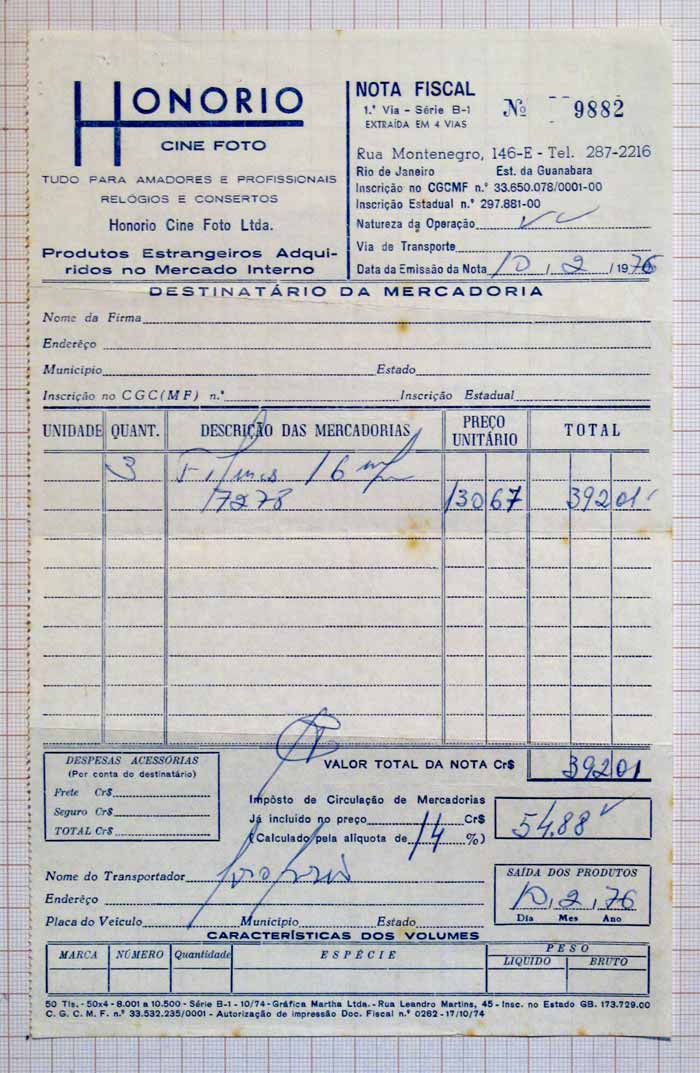 HONORIO
CINE FOTO
TUDO PARA AMADORES E PROFISSIONAIS
RELÓGIOS E CONSERTOS
Honorio Cine Foto Ltda.
Produtos Estrangeiros Adqui-
ridos no Mercado Interno
NOTA FISCAL
1.ª Via - Série B-1 Nº 9882
EXTRAÍDA EM 4 VIAS
Rua Montenegro, 146-E - Tel. 287-2216
Rio de Janeiro Est. da Guanabara
Inscrição no CGCMF n.º 33.650.078/0001-00
Inscrição Estadual n.º 297.881-00
Natureza da Operação
Via de Transporte
Data da Emissão da Nota 10 / 2 / 1976
DESTINATÁRIO DA MERCADORIA
Nome da Firma
Enderêço
Município Estado
Inscrição no CGC(MF) n.º Inscrição Estadual
UNIDADE QUANT. DESCRIÇÃO DAS MERCADORIAS PREÇO UNITÁRIO TOTAL
3 Filmes 16 m/m
7278 130 67 392 01
VALOR TOTAL DA NOTA Cr$ 392 01
DESPESAS ACESSÓRIAS
(Por conta do destinatário)
Frete Cr$
Seguro Cr$
TOTAL Cr$
Impôsto de Circulação de Mercadorias
Já incluido no preço Cr$ 54.88
(Calculado pela alíquota de 14 %)
Nome do Transportador
Enderêço
Placa do Veículo Município Estado
SAÍDA DOS PRODUTOS
10 . 2 . 76
Dia Mes Ano
CARACTERÍSTICAS DOS VOLUMES
MARCA NÚMERO Quantidade ESPÉCIE PESO
LIQUIDO BRUTO
50 Tls. - 50x4 - 8.001 a 10.500 - Série B-1 - 10/74 - Gráfica Martha Ltda. - Rua Leandro Martins, 45 - Insc. no Estado GB. 173.729.00
C. G. C. M. F. n.º 33.532.235/0001 - Autorização de impressão Doc. Fiscal n.º 0262 - 17/10/74